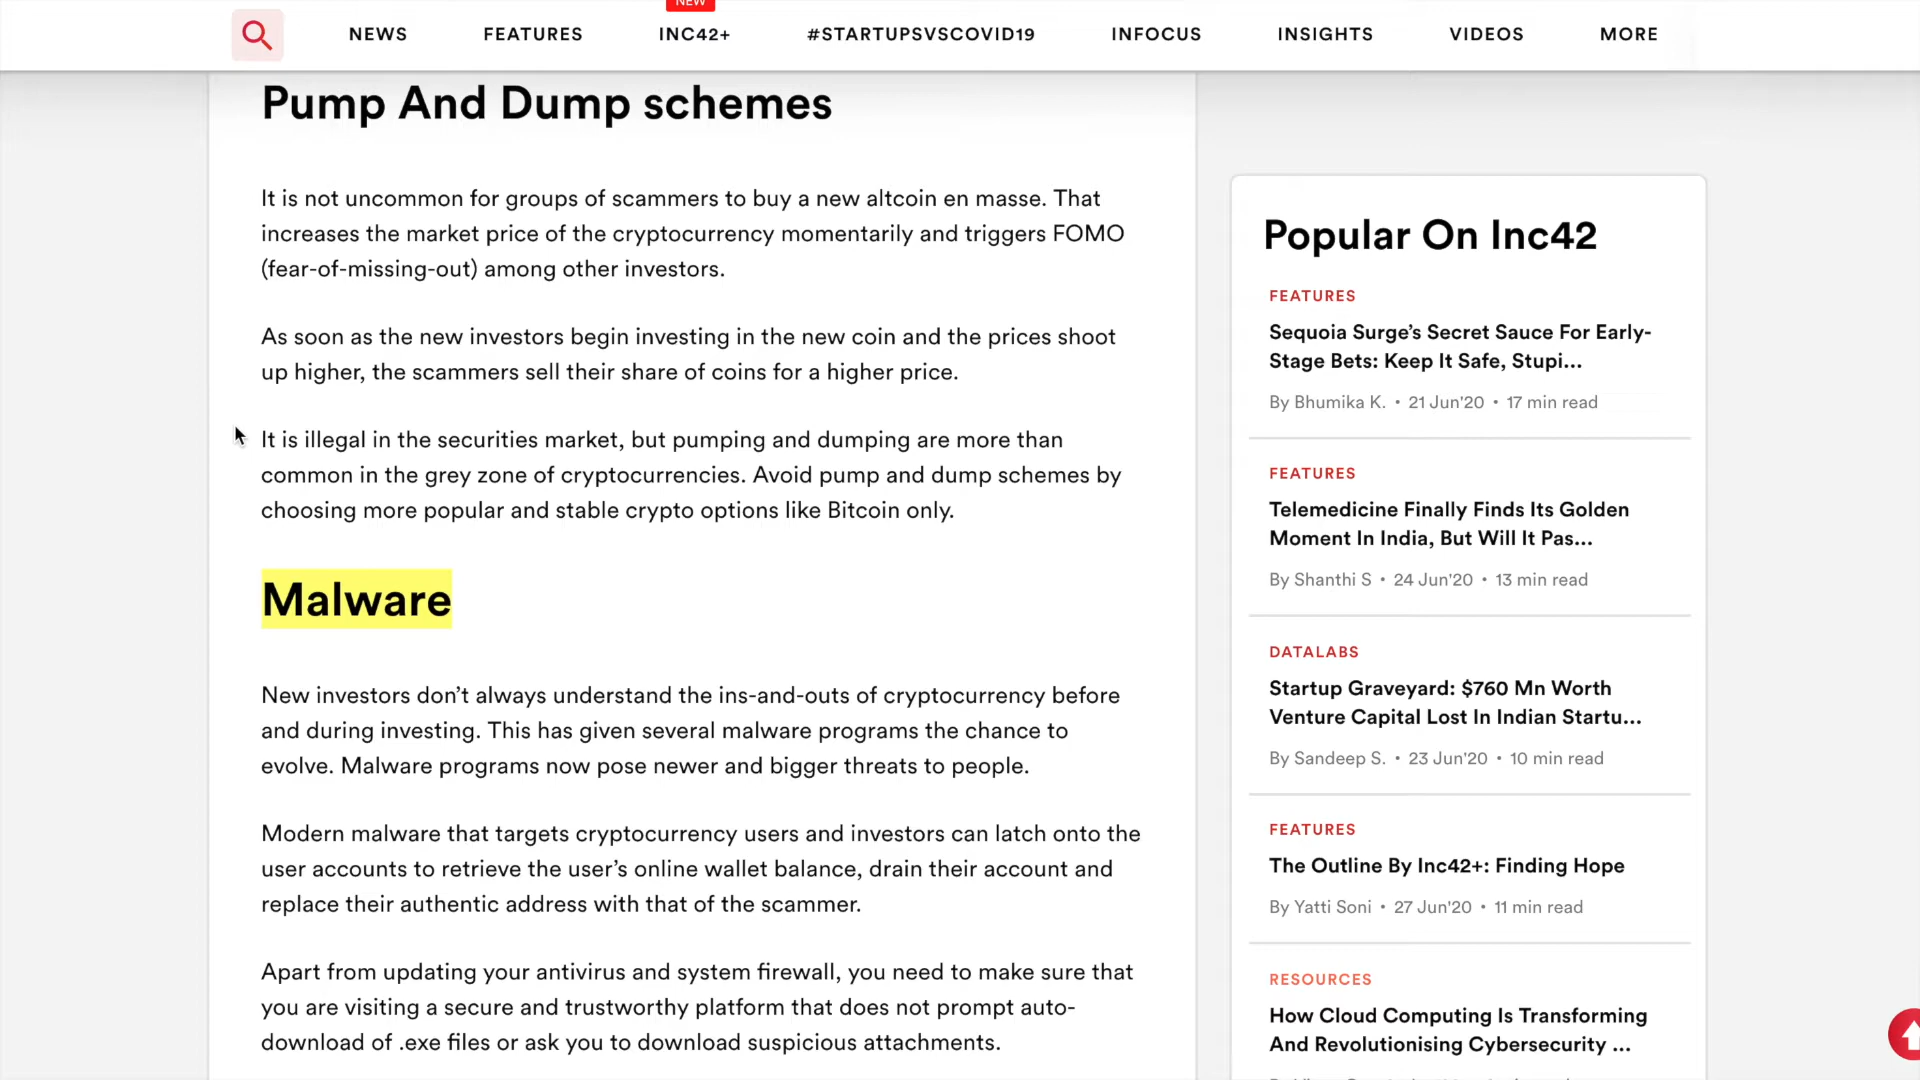 NEW
NEWS FEATURES INC42+ #STARTUPSVSCOVID19 INFOCUS INSIGHTS VIDEOS MORE
Pump And Dump schemes
It is not uncommon for groups of scammers to buy a new altcoin en masse. That
increases the market price of the cryptocurrency momentarily and triggers FOMO
(fear-of-missing-out) among other investors.
As soon as the new investors begin investing in the new coin and the prices shoot
up higher, the scammers sell their share of coins for a higher price.
It is illegal in the securities market, but pumping and dumping are more than
common in the grey zone of cryptocurrencies. Avoid pump and dump schemes by
choosing more popular and stable crypto options like Bitcoin only.
Malware
New investors don’t always understand the ins-and-outs of cryptocurrency before
and during investing. This has given several malware programs the chance to
evolve. Malware programs now pose newer and bigger threats to people.
Modern malware that targets cryptocurrency users and investors can latch onto the
user accounts to retrieve the user’s online wallet balance, drain their account and
replace their authentic address with that of the scammer.
Apart from updating your antivirus and system firewall, you need to make sure that
you are visiting a secure and trustworthy platform that does not prompt auto-
download of .exe files or ask you to download suspicious attachments.
Popular On Inc42
FEATURES
Sequoia Surge’s Secret Sauce For Early-
Stage Bets: Keep It Safe, Stupi...
By Bhumika K. • 21 Jun'20 • 17 min read
FEATURES
Telemedicine Finally Finds Its Golden
Moment In India, But Will It Pas...
By Shanthi S • 24 Jun'20 • 13 min read
DATALABS
Startup Graveyard: $760 Mn Worth
Venture Capital Lost In Indian Startu...
By Sandeep S. • 23 Jun'20 • 10 min read
FEATURES
The Outline By Inc42+: Finding Hope
By Yatti Soni • 27 Jun'20 • 11 min read
RESOURCES
How Cloud Computing Is Transforming
And Revolutionising Cybersecurity ...